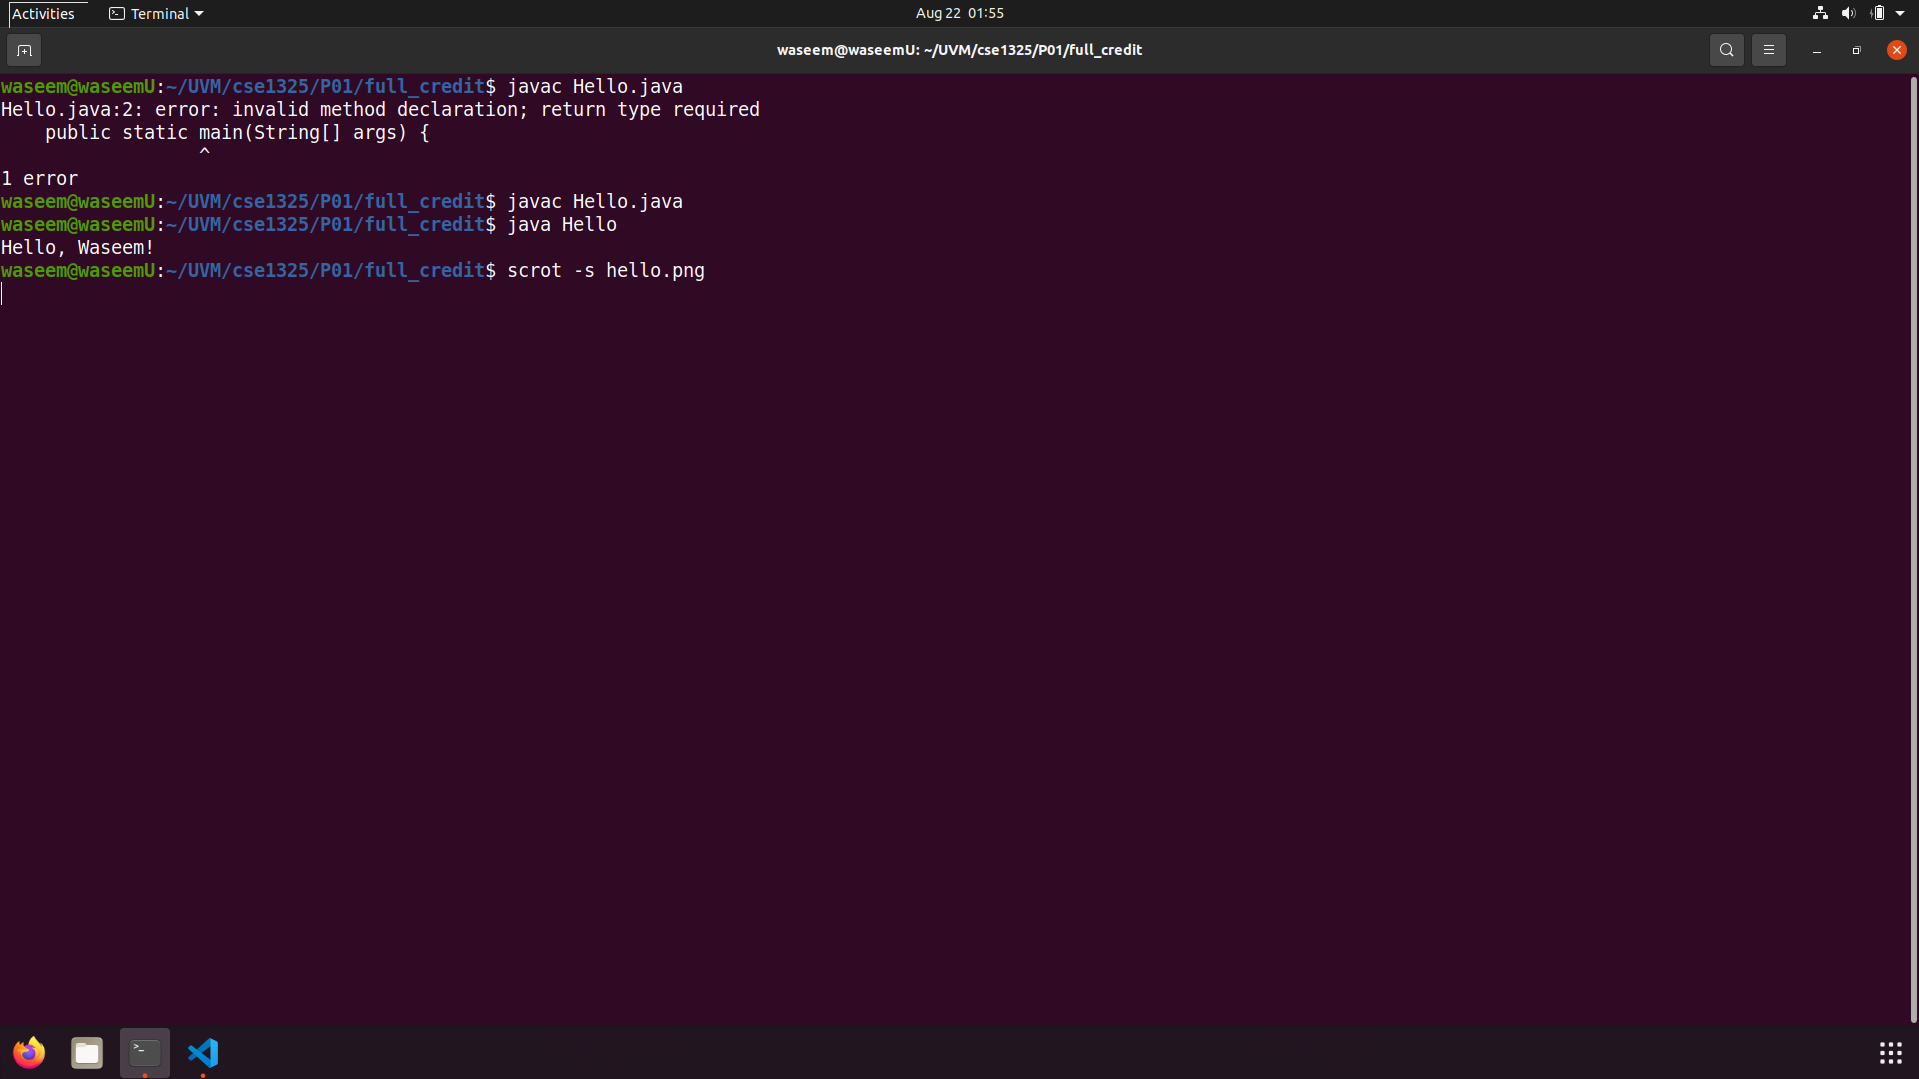 Activities Terminal Aug 22 01:55
waseem@waseemU: ~/UVM/cse1325/P01/full_credit
waseem@waseemU:~/UVM/cse1325/P01/full_credit$ javac Hello.java
Hello.java:2: error: invalid method declaration; return type required
    public static main(String[] args) {
                  ^
1 error
waseem@waseemU:~/UVM/cse1325/P01/full_credit$ javac Hello.java
waseem@waseemU:~/UVM/cse1325/P01/full_credit$ java Hello
Hello, Waseem!
waseem@waseemU:~/UVM/cse1325/P01/full_credit$ scrot -s hello.png